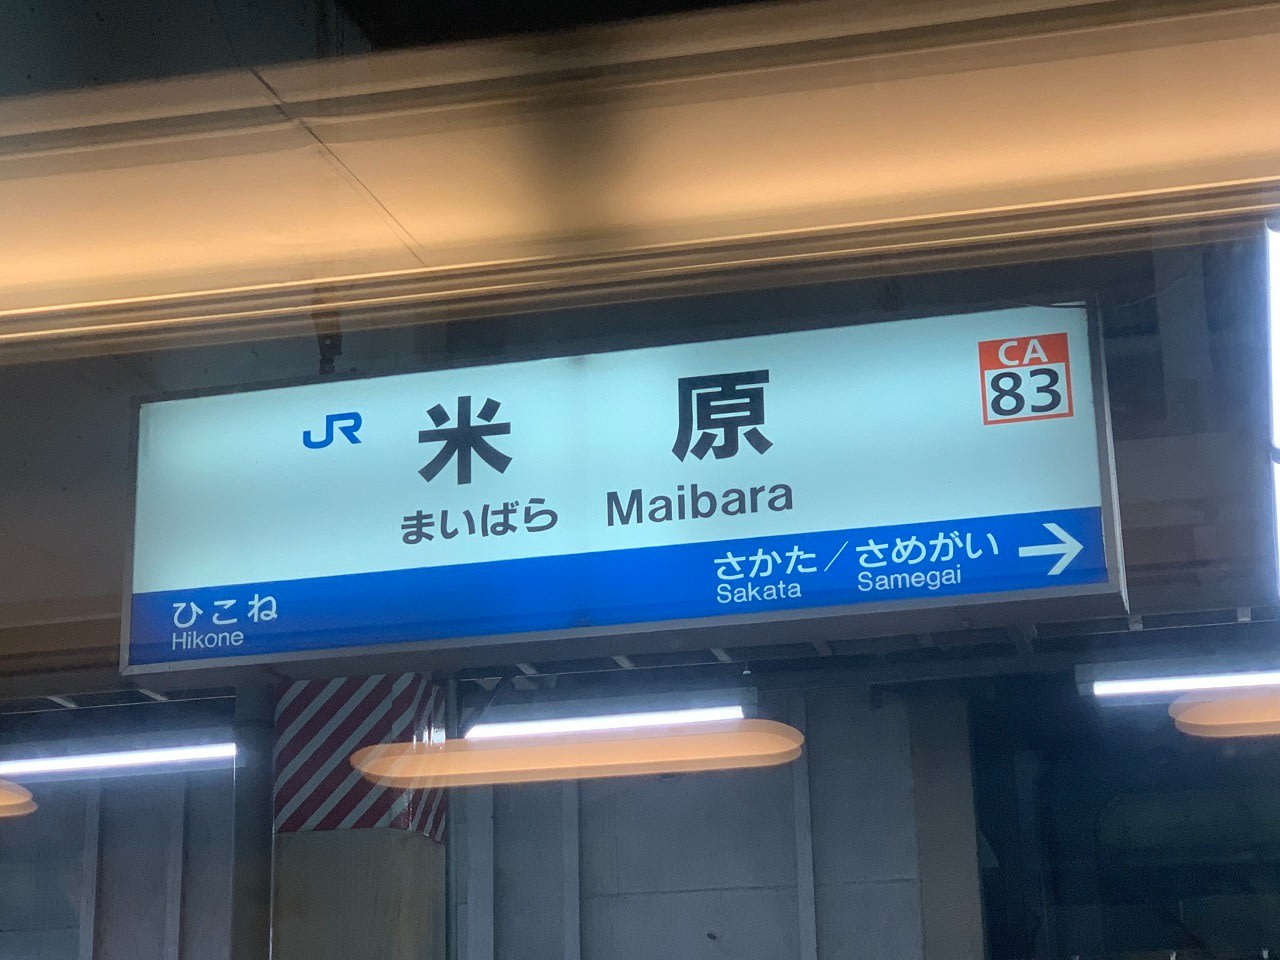 JR 米原
CA
83
まいばら Maibara
さかた／さめがい →
Sakata Samegai
ひこね
Hikone